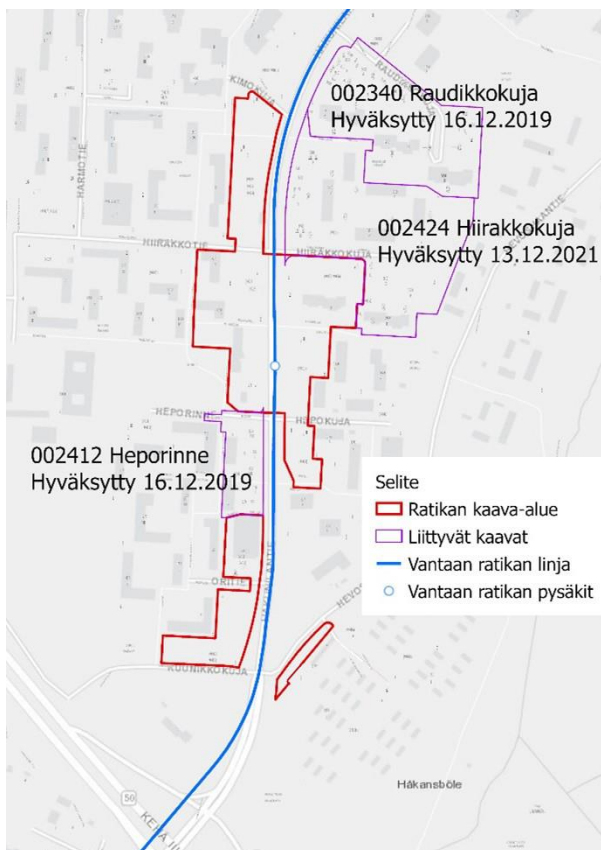 RAUDIKKOKUJA
002340 Raudikkokuja
Hyväksytty 16.12.2019
KIMOKUJA
HARMOTIE
002424 Hiirakkokuja
Hyväksytty 13.12.2021
HIIRAKKOTIE
HIIRAKKOKUJA
HEPORINNE
HEPOKUJA
002412 Heporinne
Hyväksytty 16.12.2019
Selite
Ratikan kaava-alue
Liittyvät kaavat
Vantaan ratikan linja
Vantaan ratikan pysäkit
RUUNIKKOKUJA
Håkansböle
50